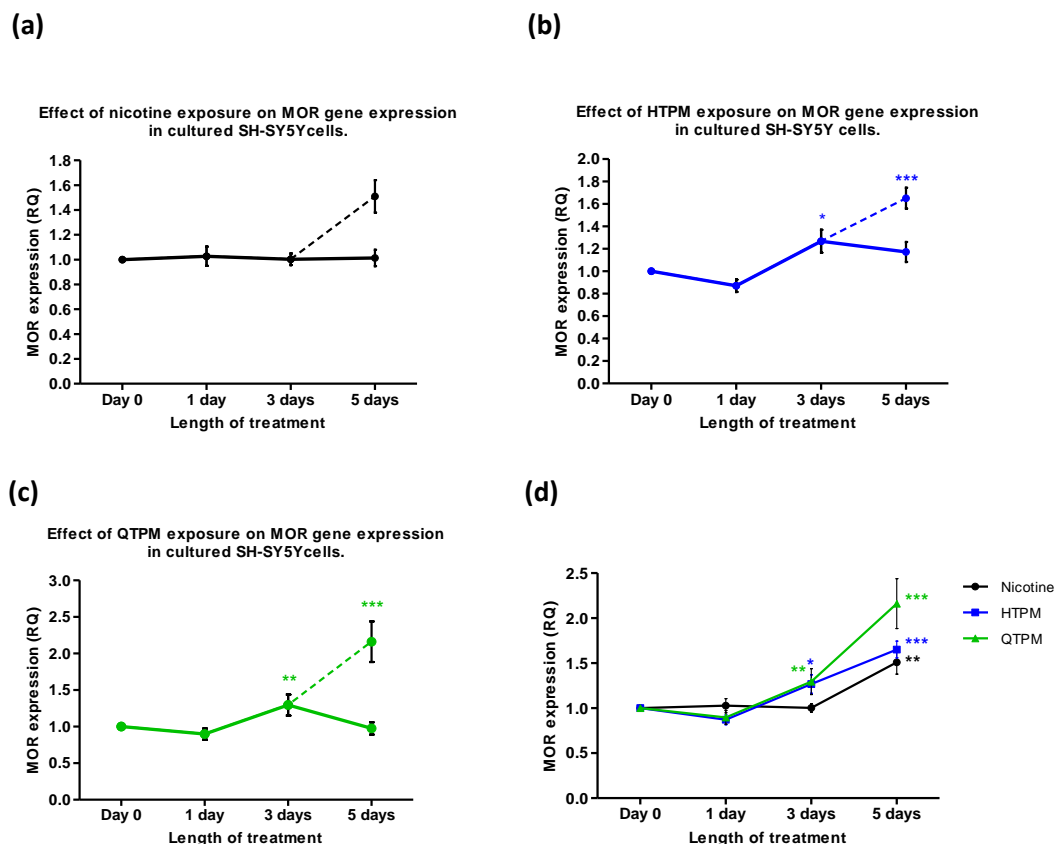 (a)
Effect of nicotine exposure on MOR gene expression
in cultured SH-SY5Ycells.
MOR expression (RQ)
1.8
1.6
1.4
1.2
1.0
0.8
0.6
0.4
0.2
0.0
Day 0 1 day 3 days 5 days
Length of treatment
(b)
Effect of HTPM exposure on MOR gene expression
in cultured SH-SY5Y cells.
MOR expression (RQ)
2.0
1.8
1.6
1.4
1.2
1.0
0.8
0.6
0.4
0.2
0.0
***
*
Day 0 1 day 3 days 5 days
Length of treatment
(c)
Effect of QTPM exposure on MOR gene expression
in cultured SH-SY5Ycells.
MOR expression (RQ)
3.0
2.5
2.0
1.5
1.0
0.5
0.0
***
**
Day 0 1 day 3 days 5 days
Length of treatment
(d)
MOR expression (RQ)
2.5
2.0
1.5
1.0
0.5
0.0
***
***
**
** *
Day 0 1 day 3 days 5 days
Length of treatment
Nicotine
HTPM
QTPM